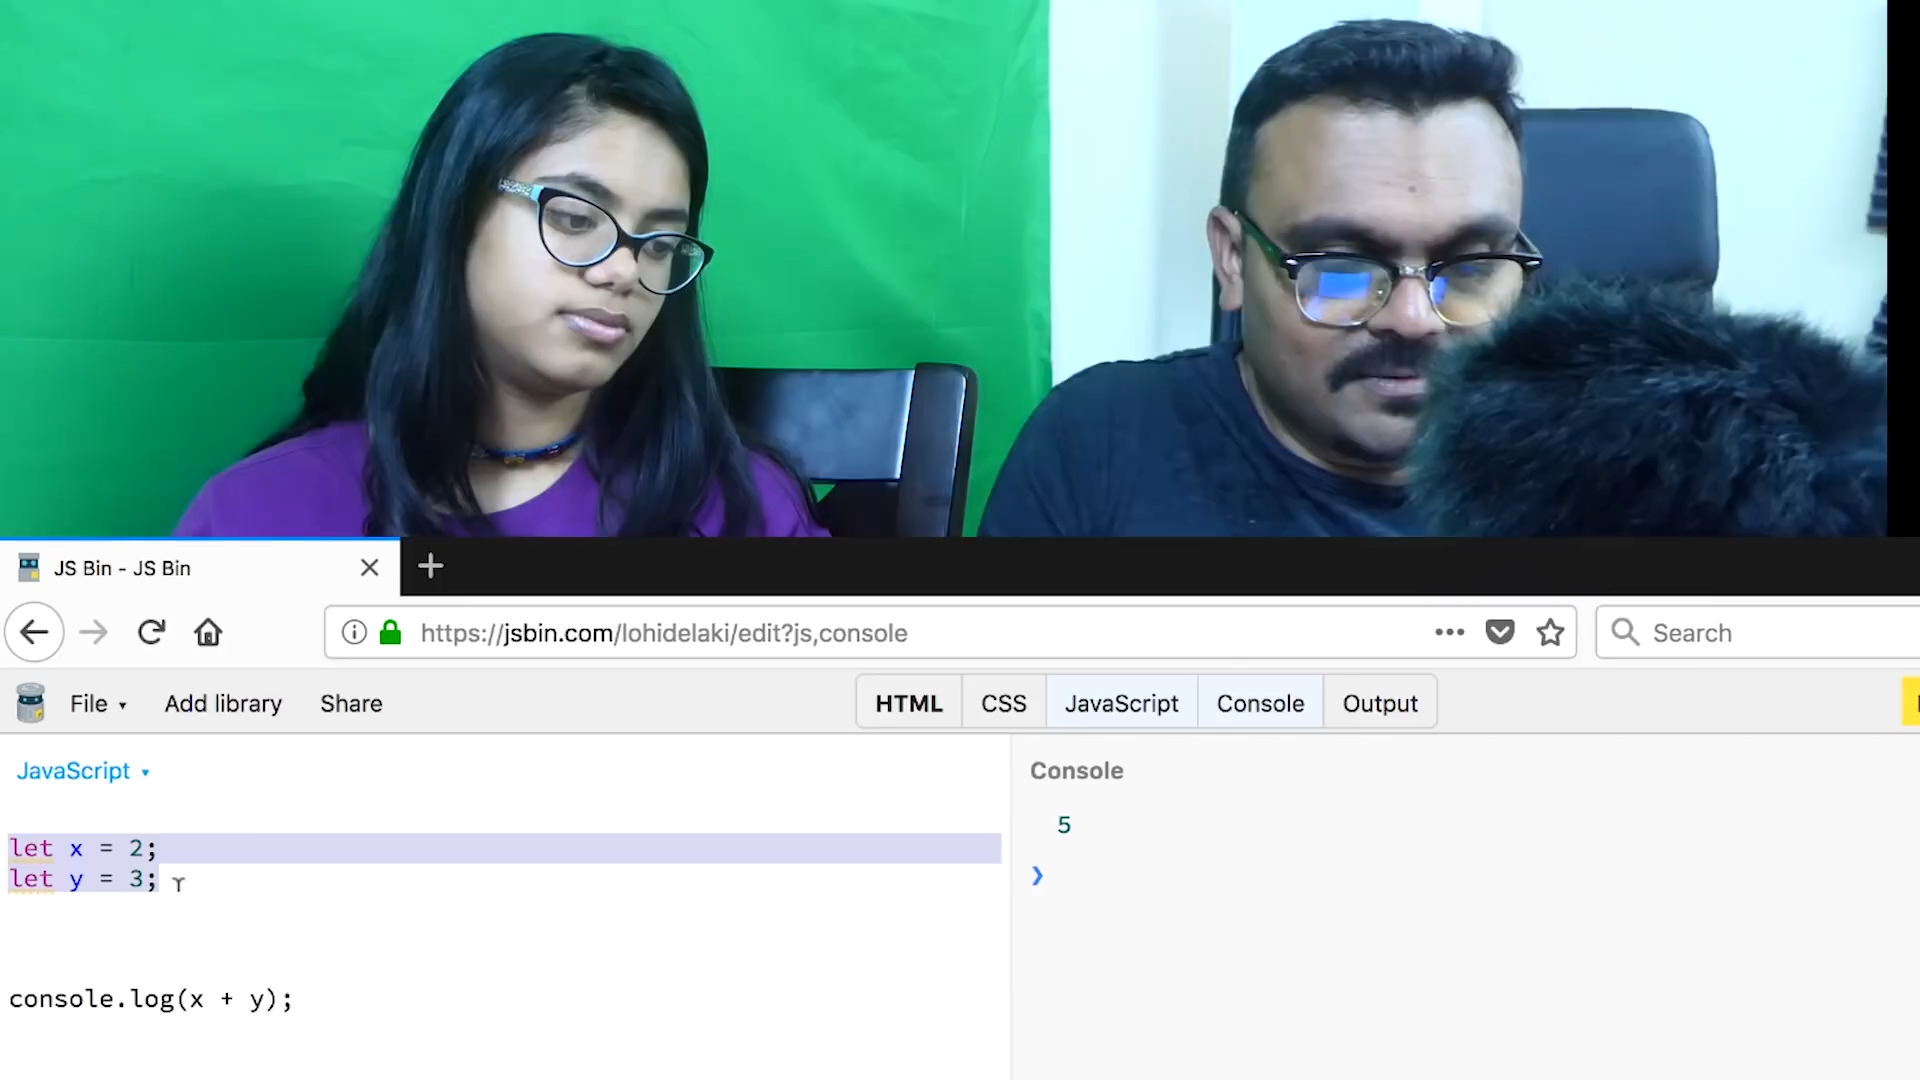 JS Bin - JS Bin
https://jsbin.com/lohidelaki/edit?js,console
Search
File
Add library
Share
HTML
CSS
JavaScript
Console
Output
JavaScript
Console
let x = 2;
let y = 3;
console.log(x + y);
5